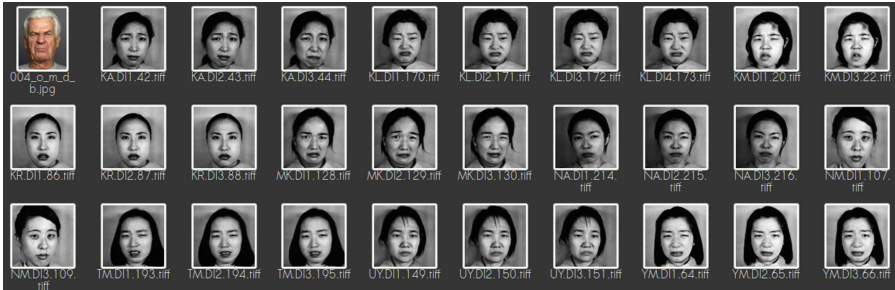 004_o_m_d_
b.jpg
KA.DI1.42.tiff
KA.DI2.43.tiff
KA.DI3.44.tiff
KL.DI1.170.tiff
KL.DI2.171.tiff
KL.DI3.172.tiff
KL.DI4.173.tiff
KM.DI1.20.tiff
KM.DI3.22.tiff
KR.DI1.86.tiff
KR.DI2.87.tiff
KR.DI3.88.tiff
MK.DI1.128.tiff
MK.DI2.129.tiff
MK.DI3.130.tiff
NA.DI1.214.
tiff
NA.DI2.215.
tiff
NA.DI3.216.
tiff
NM.DI1.107.
tiff
NM.DI3.109.
tiff
TM.DI1.193.tiff
TM.DI2.194.tiff
TM.DI3.195.tiff
UY.DI1.149.tiff
UY.DI2.150.tiff
UY.DI3.151.tiff
YM.DI1.64.tiff
YM.DI2.65.tiff
YM.DI3.66.tiff